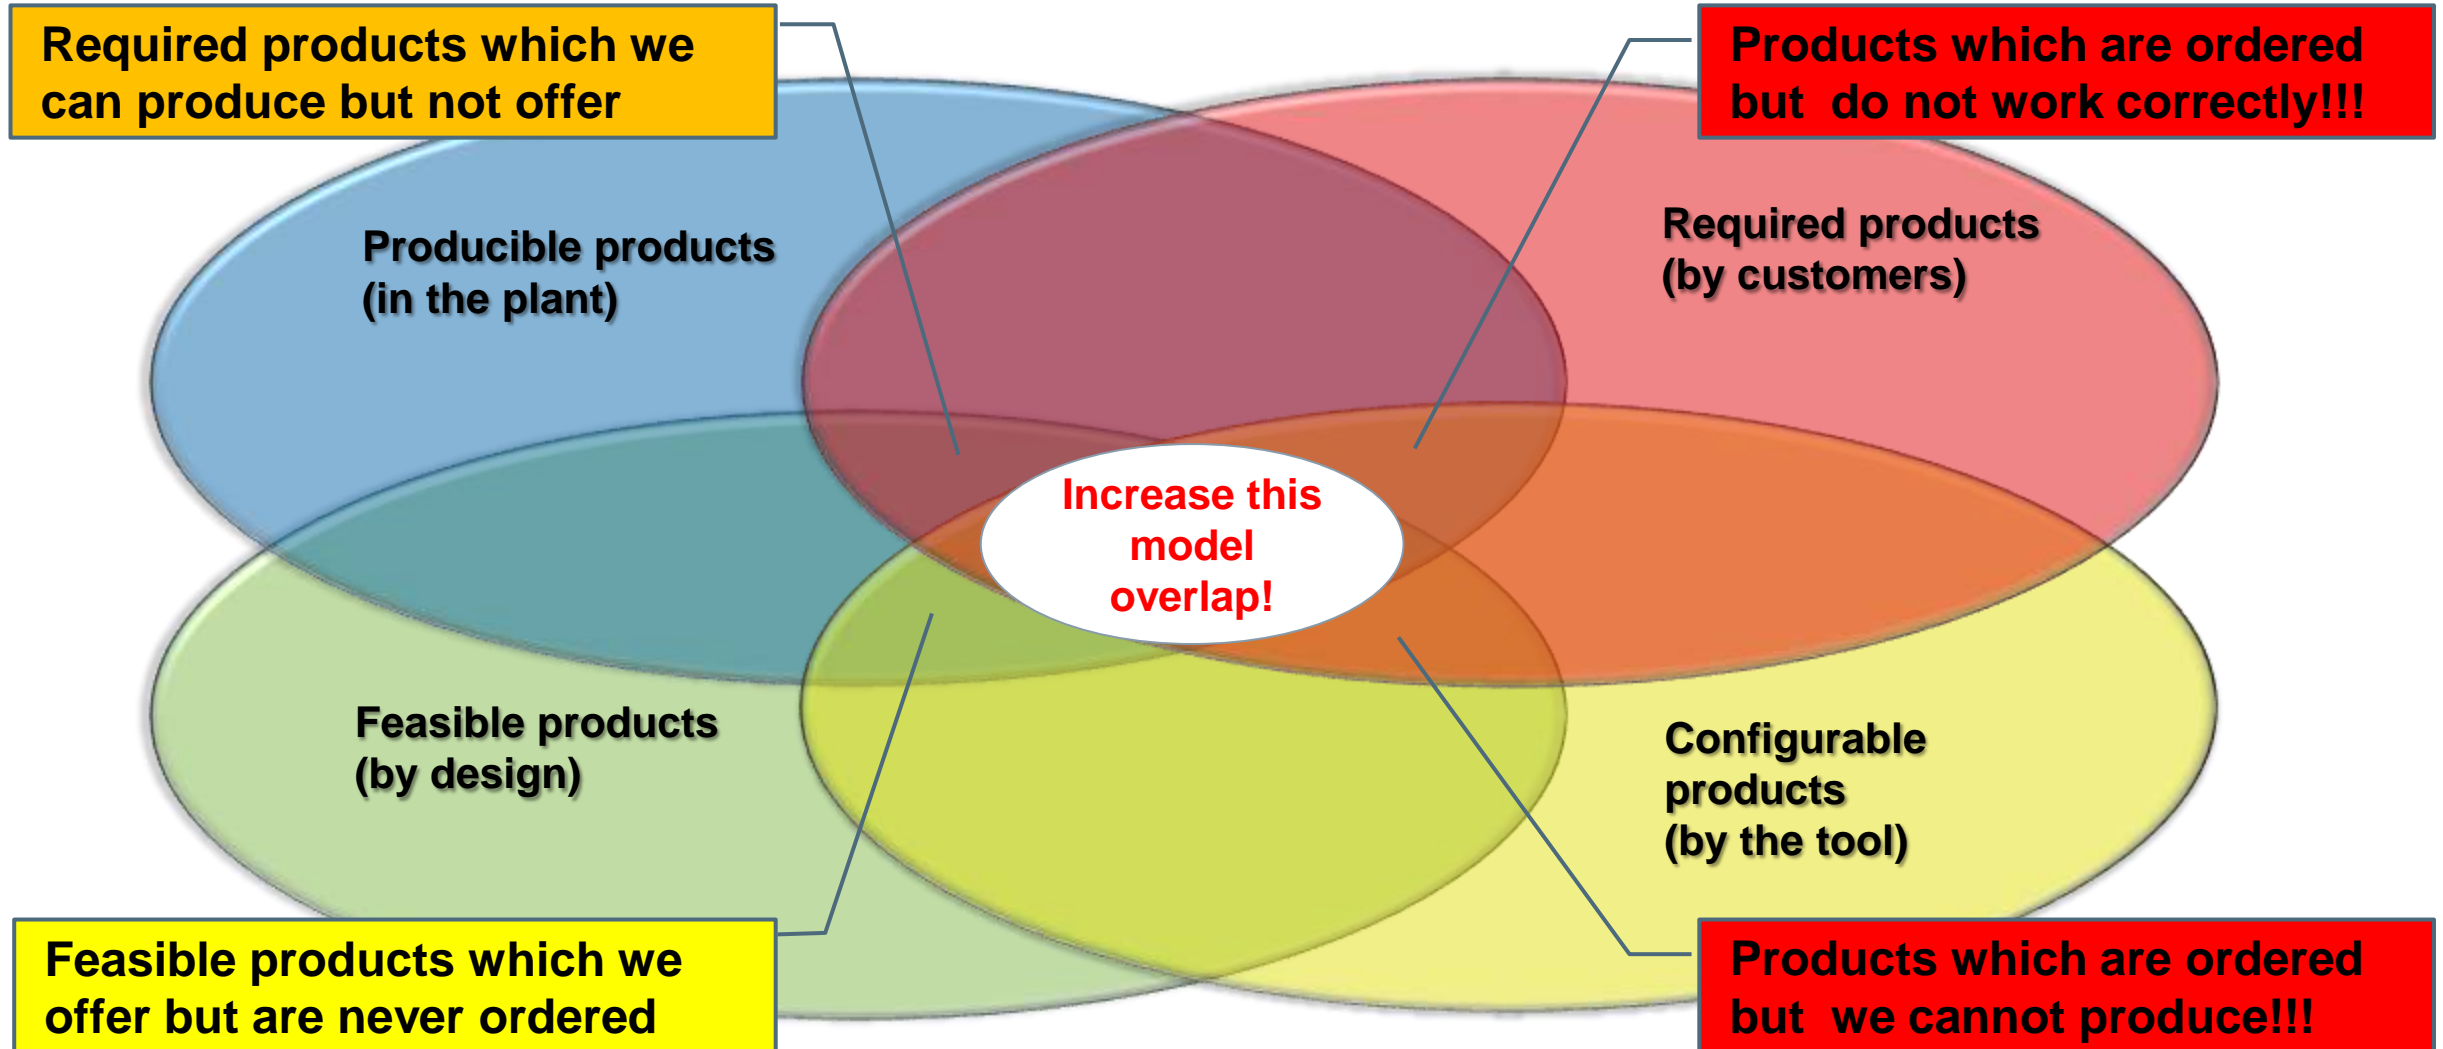 Required products which we
can produce but not offer
Products which are ordered
but do not work correctly!!!
Producible products
(in the plant)
Required products
(by customers)
Increase this
model
overlap!
Feasible products
(by design)
Configurable
products
(by the tool)
Feasible products which we
offer but are never ordered
Products which are ordered
but we cannot produce!!!